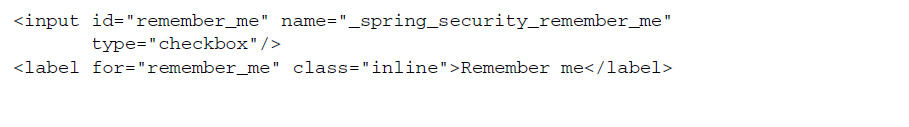 <input id="remember_me" name="_spring_security_remember_me"
type="checkbox"/>
<label for="remember_me" class="inline">Remember me</label>